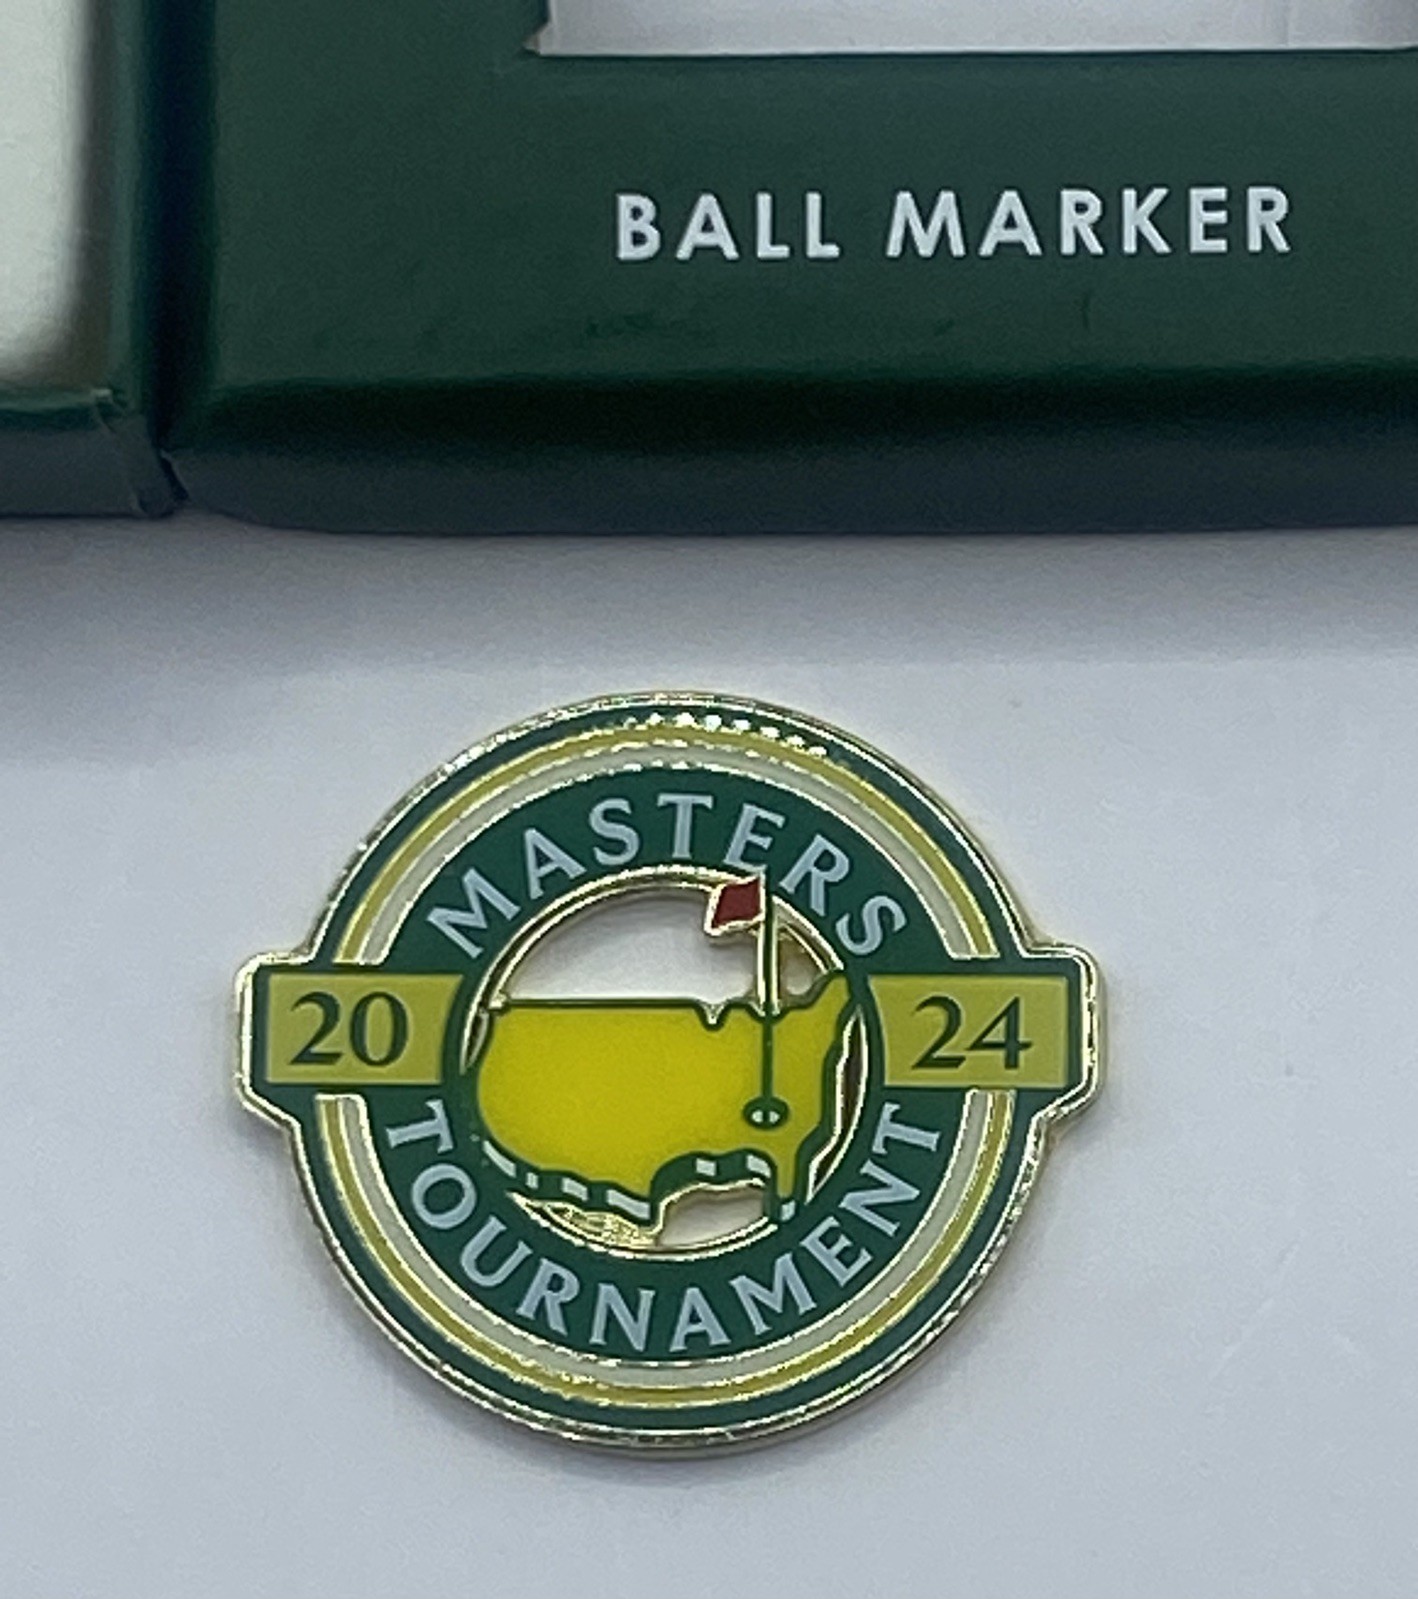 BALL MARKER
MASTERS
20 24
TOURNAMENT